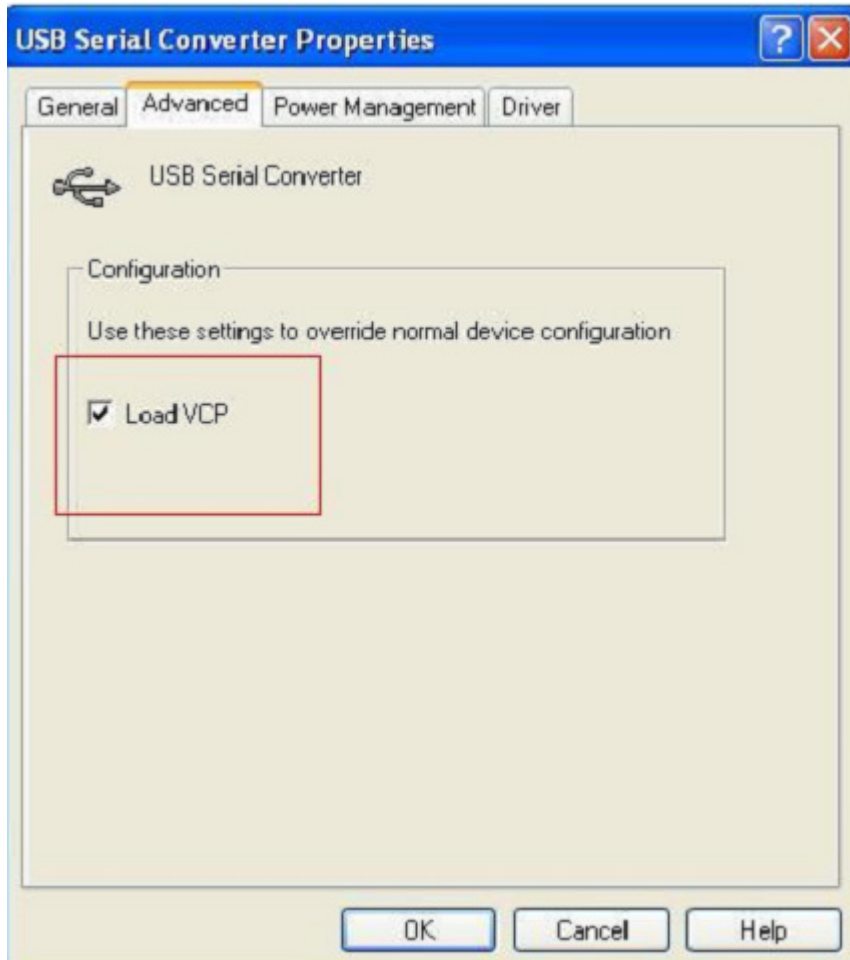 USB Serial Converter Properties
General Advanced Power Management Driver
USB Serial Converter
Configuration
Use these settings to override normal device configuration
Load VCP
OK Cancel Help